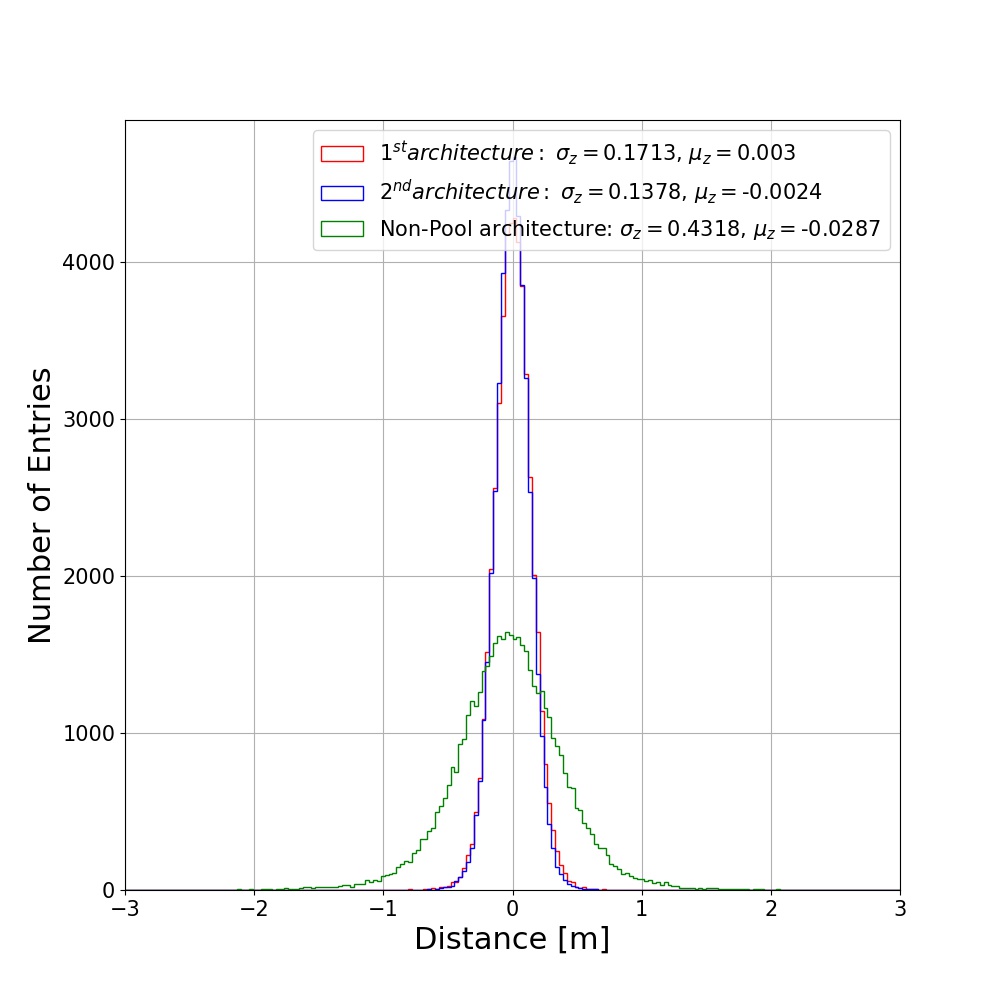 1st architecture : σz = 0.1713, μz = 0.003
2nd architecture : σz = 0.1378, μz = -0.0024
Non-Pool architecture: σz = 0.4318, μz = -0.0287
4000
3000
2000
1000
0
Number of Entries
−3 −2 −1 0 1 2 3
Distance [m]